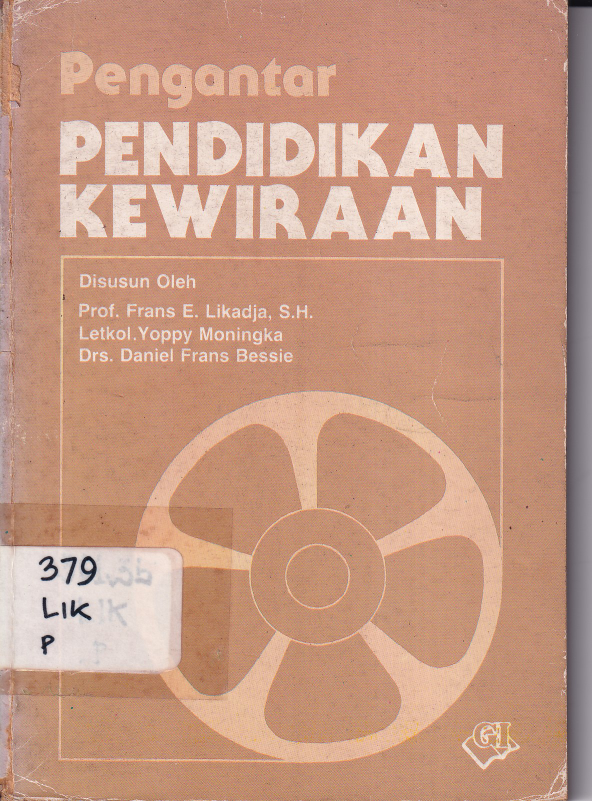 Pengantar
PENDIDIKAN
KEWIRAAN
Disusun Oleh
Prof. Frans E. Likadja, S.H.
Letkol.Yoppy Moningka
Drs. Daniel Frans Bessie
379
LIK
P
GI